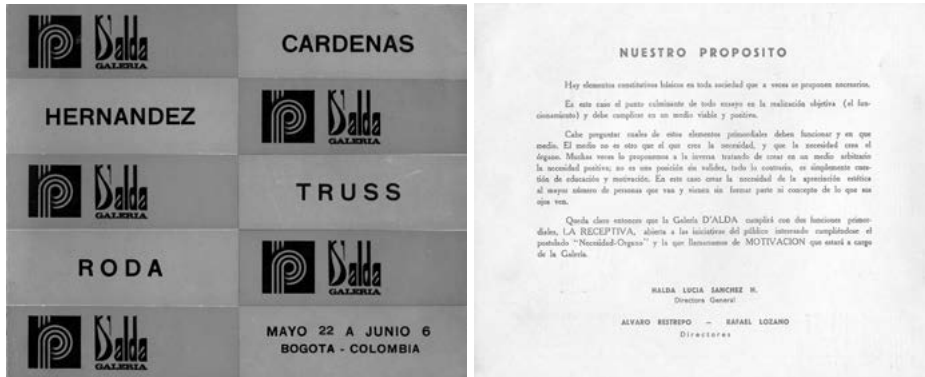 D'alda
GALERIA
CARDENAS
HERNANDEZ
D'alda
GALERIA
D'alda
GALERIA
TRUSS
RODA
D'alda
GALERIA
D'alda
GALERIA
MAYO 22 A JUNIO 6
BOGOTA - COLOMBIA
NUESTRO PROPOSITO
Hay elementos constitutivos básicos en toda sociedad que a veces se proponen necesarios.
Es este caso el punto culminante de todo ensayo en la realización objetiva (el fun-
cionamiento) y debe cumplirse en un medio viable y positivo.
Cabe preguntar cuales de estos elementos primordiales deben funcionar y en que
medio. El medio no es otro que el que crea la necesidad, y que la necesidad crea el
órgano. Muchas veces lo proponemos a la inversa tratando de crear en un medio arbitrario
la necesidad positiva; no es una posición sin validez, todo lo contrario, es simplemente cues-
tión de educación y motivación. En este caso crear la necesidad de la apreciación estética
al mayor número de personas que van y vienen sin formar parte ni concepto de lo que sus
ojos ven.
Queda claro entonces que la Galería D'ALDA cumplirá con dos funciones primor-
diales, LA RECEPTIVA, abierta a las iniciativas del público interesado cumpliéndose el
postulado "Necesidad-Organo" y la que llamaremos de MOTIVACION que estará a cargo
de la Galería.
HALDA LUCIA SANCHEZ H.
Directora General
ALVARO RESTREPO — RAFAEL LOZANO
Directores